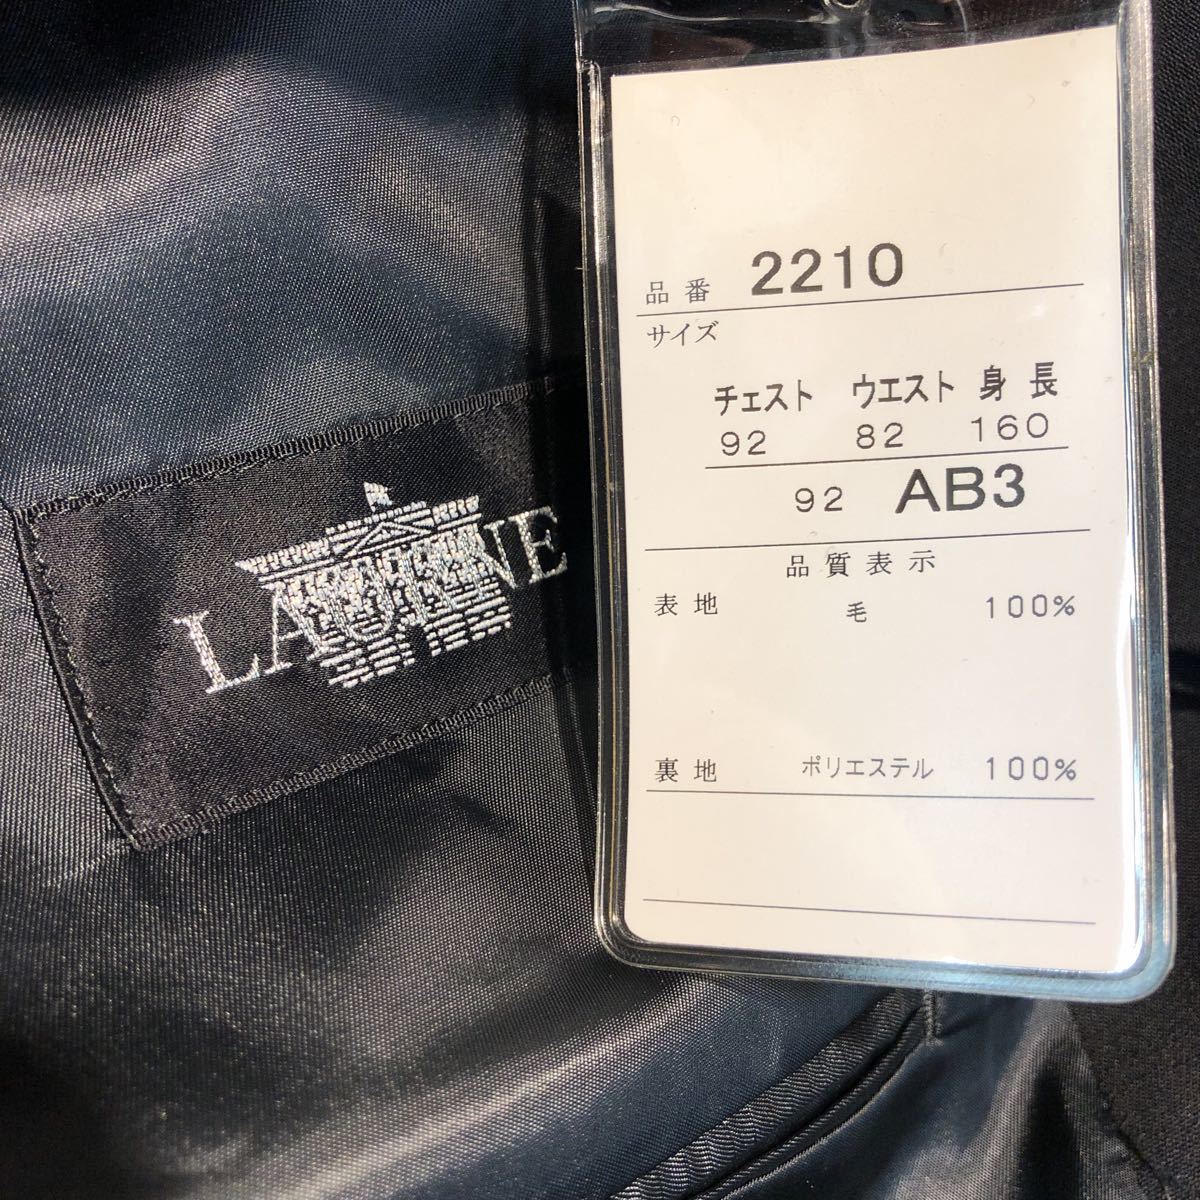 品番 2210
サイズ
チェスト ウエスト 身長
92 82 160
92 AB3
品質表示
表地 毛 100%
裏地 ポリエステル 100%